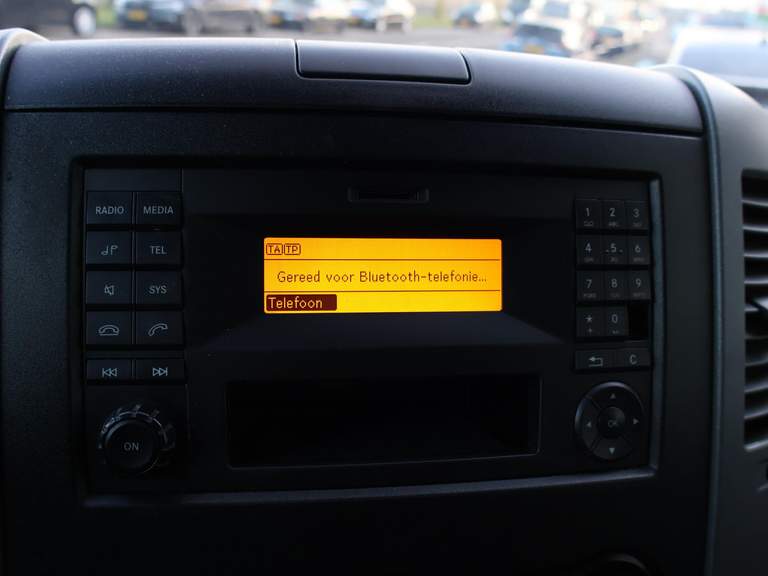 RADIO MEDIA
TEL
SYS
ON
TA TP
Gereed voor Bluetooth-telefonie...
Telefoon
1 2 3
4 5 6
7 8 9
* 0
C
OK